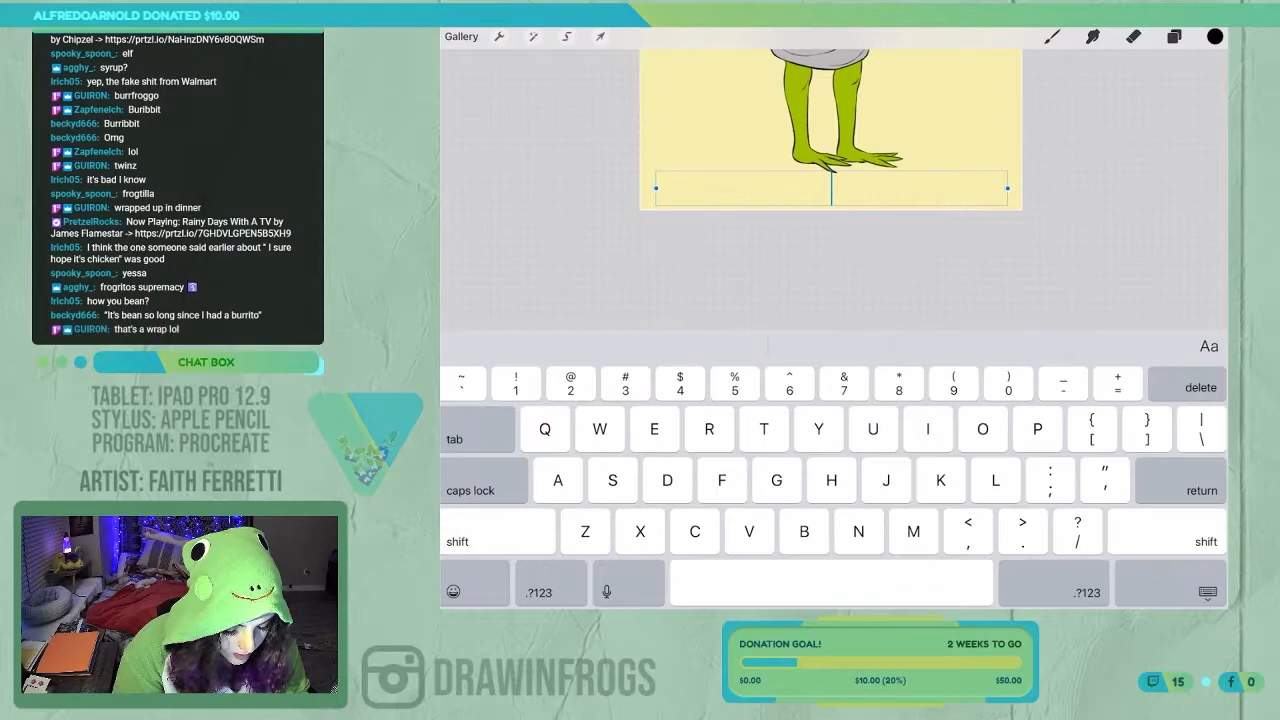 ALFREDOARNOLD DONATED $10.00
by Chipzel -> https://prtzl.io/NaHnzDNY6v8OQWSm
spooky_spoon_: elf
agghy_: syrup?
lrich05: yep, the fake shit from Walmart
GUIR0N: burrfroggo
Zapfenelch: Buribbit
beckyd666: Burribbit
beckyd666: Omg
Zapfenelch: lol
GUIR0N: twinz
lrich05: it's bad I know
spooky_spoon_: frogtilla
GUIR0N: wrapped up in dinner
PretzelRocks: Now Playing: Rainy Days With A TV by
James Flamestar -> https://prtzl.io/7GHDVLGPEN5B5XH9
lrich05: I think the one someone said earlier about " I sure
hope it's chicken" was good
spooky_spoon_: yessa
agghy_: frogritos supremacy
lrich05: how you bean?
beckyd666: "It's bean so long since I had a burrito"
GUIR0N: that's a wrap lol
CHAT BOX
TABLET: IPAD PRO 12.9
STYLUS: APPLE PENCIL
PROGRAM: PROCREATE
ARTIST: FAITH FERRETTI
Gallery
Aa
~ ! @ # $ % ^ & * ( ) _ +
` 1 2 3 4 5 6 7 8 9 0 - = delete
tab Q W E R T Y U I O P { [ } ] | \
caps lock A S D F G H J K L : ; " ' return
shift Z X C V B N M < , > . ? / shift
.?123 .?123
DRAWINFROGS
DONATION GOAL! 2 WEEKS TO GO
$0.00 $10.00 (20%) $50.00
15 0